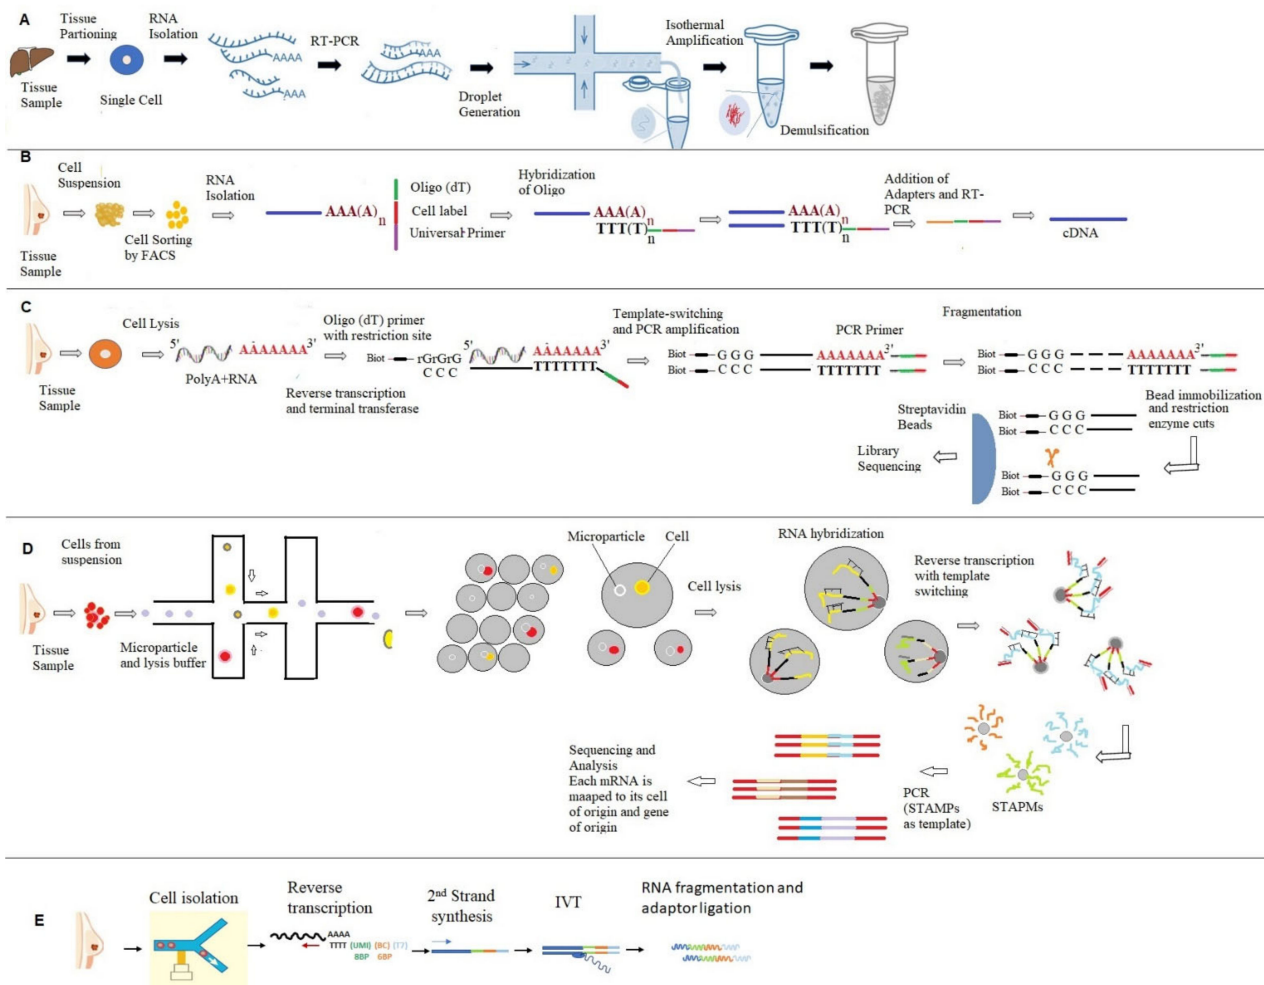 A
Tissue
Partioning
RNA
Isolation
RT-PCR
AAAA
AAA
AAA
Tissue
Sample
Single Cell
Droplet
Generation
Isothermal
Amplification
Demulsification
B
Cell
Suspension
RNA
Isolation
Tissue
Sample
Cell Sorting
by FACS
AAA(A)n
Oligo (dT)
Cell label
Universal Primer
Hybridization
of Oligo
AAA(A)n
TTT(T)n
AAA(A)n
TTT(T)n
Addition of
Adapters and RT-
PCR
cDNA
C
Tissue
Sample
Cell Lysis
5' AAAAAAA 3'
PolyA+RNA
Oligo (dT) primer
with restriction site
Biot rGrGrG
CCC
5' AAAAAAA 3'
TTTTTTT
Reverse transcription
and terminal transferase
Template-switching
and PCR amplification
PCR Primer
Biot G G G AAAAAAA 3'
Biot C C C TTTTTTT
Fragmentation
Biot G G G AAAAAAA 3'
Biot C C C TTTTTTT
Bead immobilization
and restriction
enzyme cuts
Streptavidin
Beads
Biot G G G
Biot C C C
Biot G G G
Biot C C C
Library
Sequencing
D
Cells from
suspension
Tissue
Sample
Microparticle
and lysis buffer
Microparticle
Cell
Cell lysis
RNA hybridization
Reverse transcription
with template
switching
STAPMs
PCR
(STAMPs
as template)
Sequencing and
Analysis
Each mRNA is
maaped to its cell
of origin and gene
of origin
E
Cell isolation
Reverse
transcription
AAAA
TTTT (UMI) (BC) (T7)
8BP 6BP
2nd Strand
synthesis
IVT
RNA fragmentation and
adaptor ligation